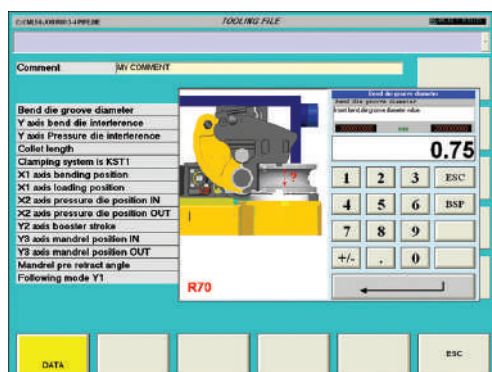 TOOLING FILE
Comment
MY COMMENT
Bend die groove diameter
Y axis bend die interference
Y axis Pressure die interference
Collet length
Clamping system is KST1
X1 axis bending position
X1 axis loading position
X2 axis pressure die position IN
X2 axis pressure die position OUT
Y2 axis booster stroke
Y3 axis mandrel position IN
Y3 axis mandrel position OUT
Mandrel pre retract angle
Following mode Y1
?
R70
Bend die groove diameter
Bend die groove diameter
Insert bend die groove diameter value
0.75
1 2 3 ESC
4 5 6 BSP
7 8 9
+/- . 0
DATA
ESC